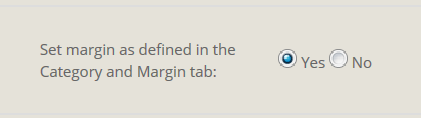 Set margin as defined in the
Category and Margin tab:
Yes No